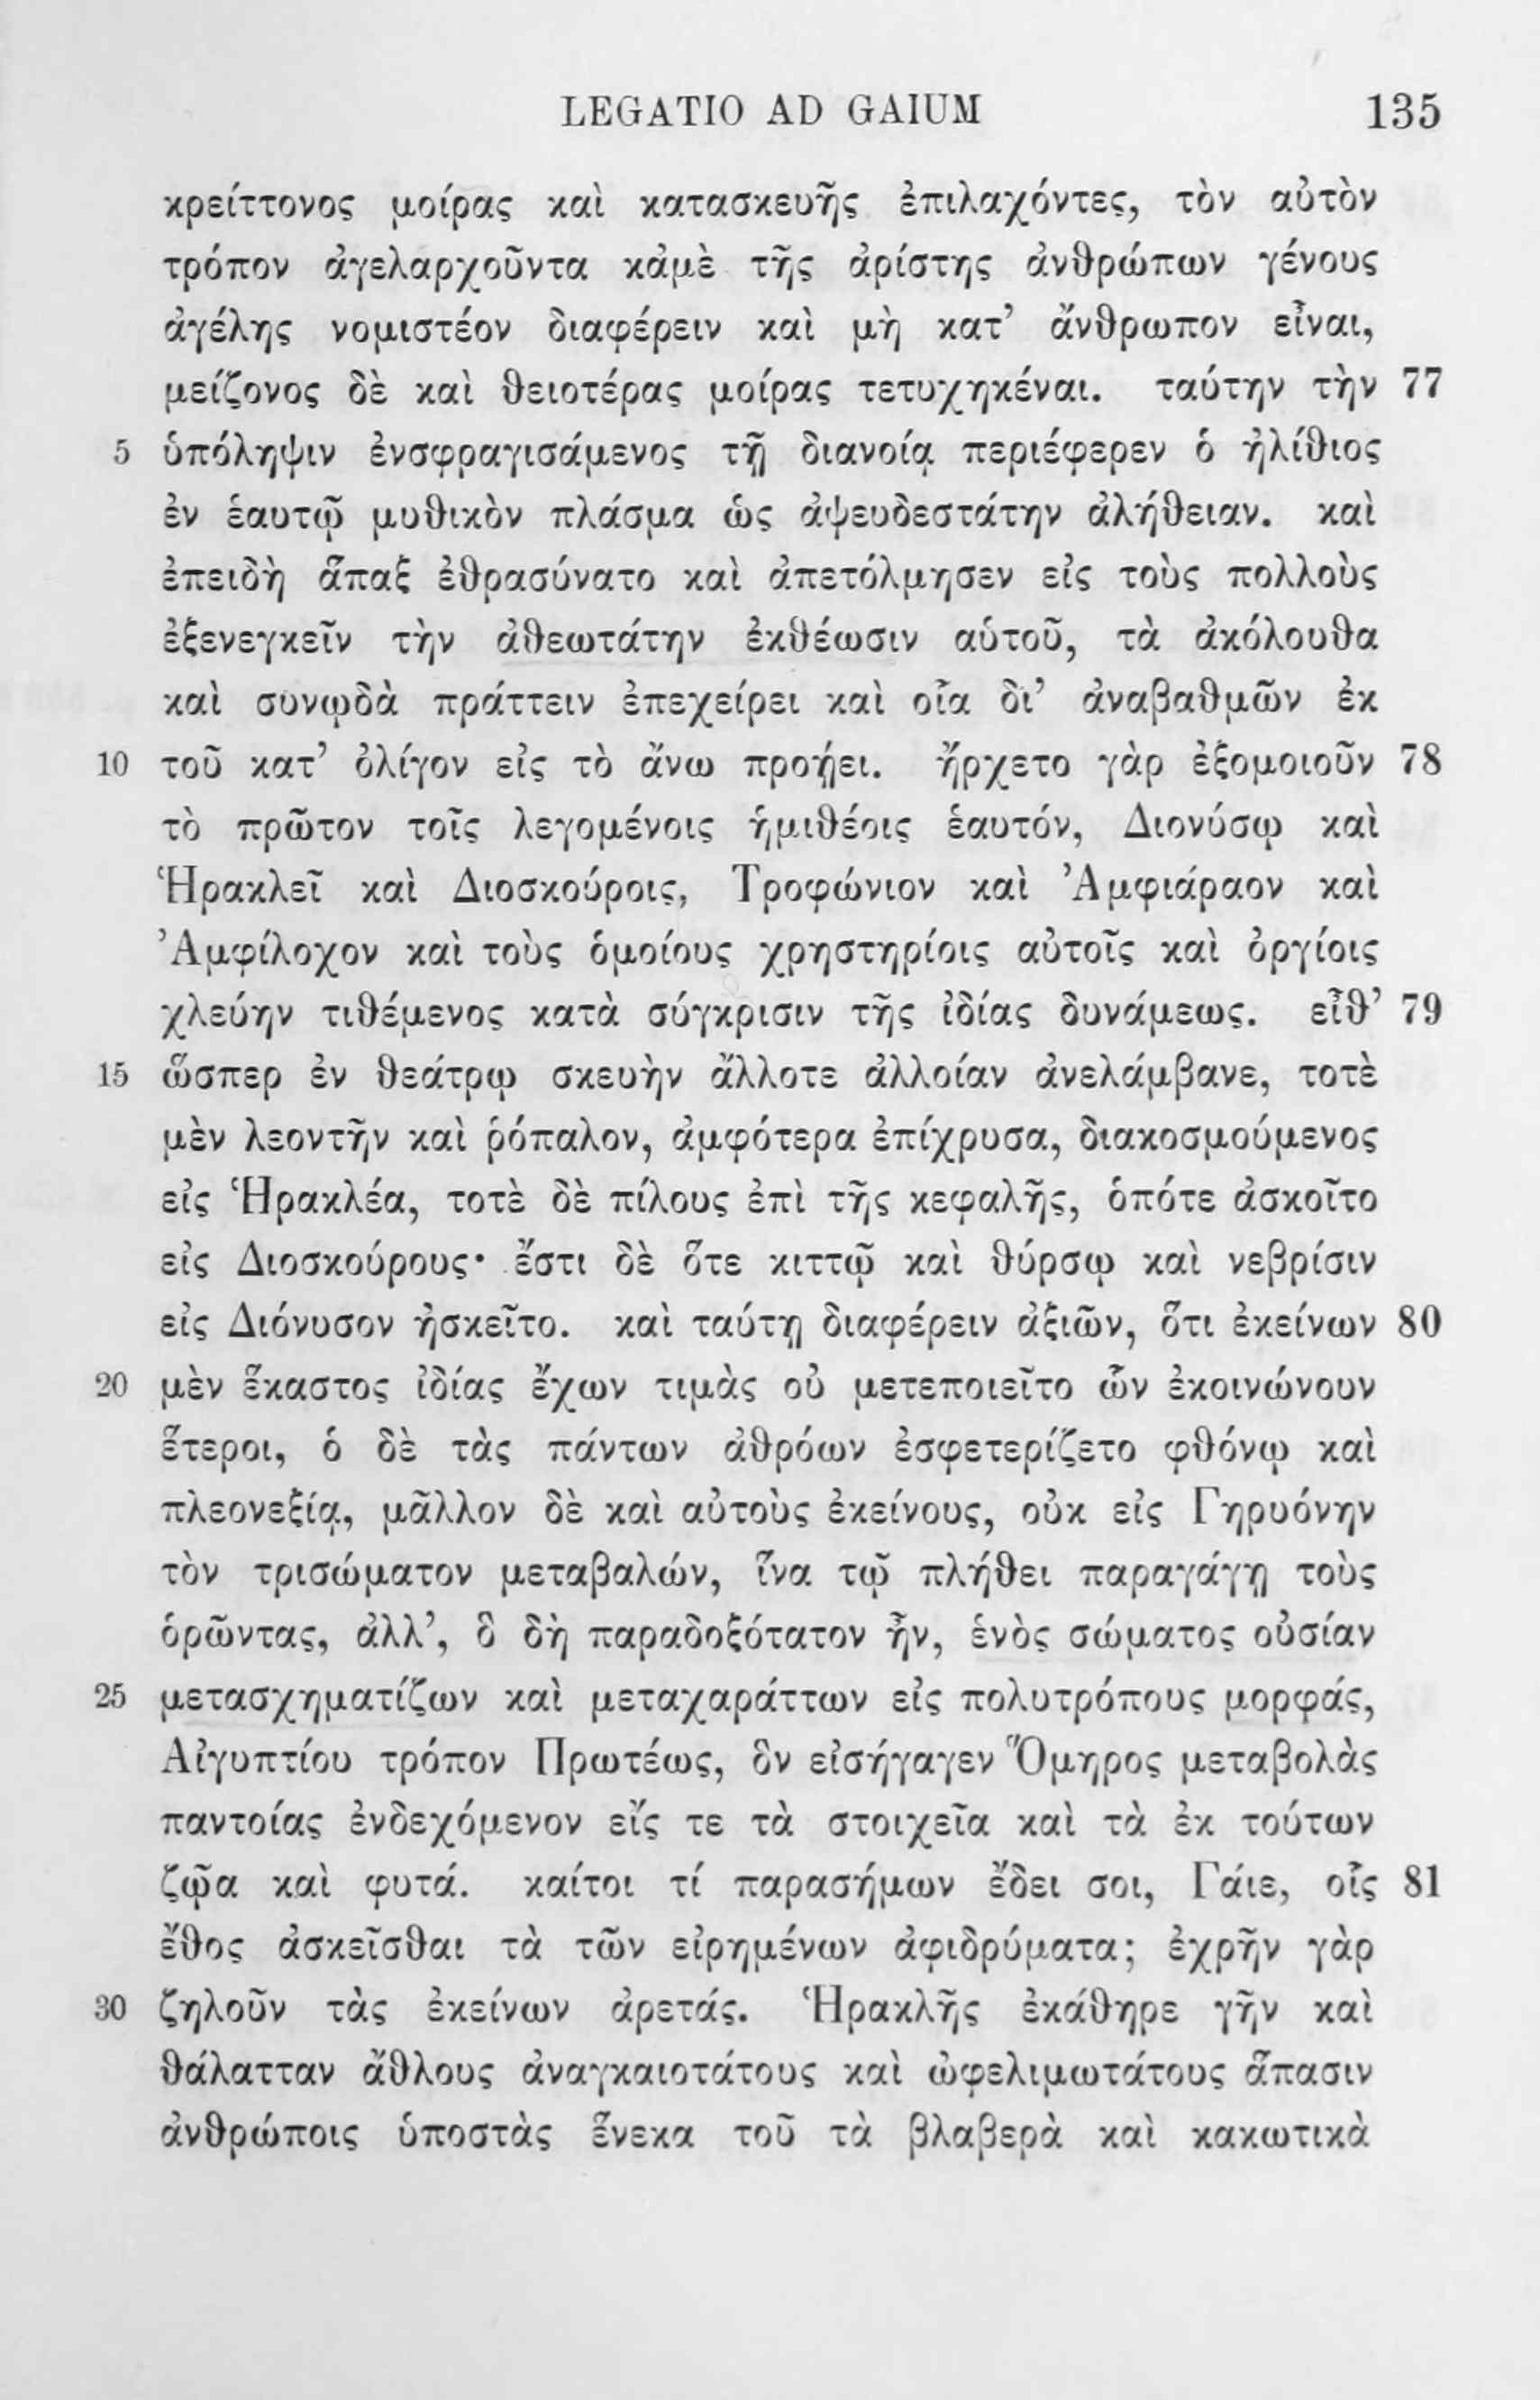 LEGATIO AD GAIUM 135
κρείττονος μοίρας καὶ κατασκευῆς ἐπιλαχόντες, τὸν αὐτὸν
τρόπον ἀγελαρχοῦντα κἀμὲ τῆς ἀρίστης ἀνθρώπων γένους
ἀγέλης νομιστέον διαφέρειν καὶ μὴ κατ’ ἄνθρωπον εἶναι,
μείζονος δὲ καὶ θειοτέρας μοίρας τετυχηκέναι. ταύτην τὴν 77
5 ὑπόληψιν ἐνσφραγισάμενος τῇ διανοίᾳ περιέφερεν ὁ ἠλίθιος
ἐν ἑαυτῷ μυθικὸν πλάσμα ὡς ἀψευδεστάτην ἀλήθειαν. καὶ
ἐπειδὴ ἅπαξ ἐθρασύνατο καὶ ἀπετόλμησεν εἰς τοὺς πολλοὺς
ἐξενεγκεῖν τὴν ἀθεωτάτην ἐκθέωσιν αὑτοῦ, τὰ ἀκόλουθα
καὶ συνῳδὰ πράττειν ἐπεχείρει καὶ οἷα δι’ ἀναβαθμῶν ἐκ
10 τοῦ κατ’ ὀλίγον εἰς τὸ ἄνω προῄει. ἤρχετο γὰρ ἐξομοιοῦν 78
τὸ πρῶτον τοῖς λεγομένοις ἡμιθέοις ἑαυτόν, Διονύσῳ καὶ
Ἡρακλεῖ καὶ Διοσκούροις, Τροφώνιον καὶ Ἀμφιάραον καὶ
Ἀμφίλοχον καὶ τοὺς ὁμοίους χρηστηρίοις αὐτοῖς καὶ ὀργίοις
χλεύην τιθέμενος κατὰ σύγκρισιν τῆς ἰδίας δυνάμεως. εἶθ’ 79
15 ὥσπερ ἐν θεάτρῳ σκευὴν ἄλλοτε ἀλλοίαν ἀνελάμβανε, τοτὲ
μὲν λεοντῆν καὶ ῥόπαλον, ἀμφότερα ἐπίχρυσα, διακοσμούμενος
εἰς Ἡρακλέα, τοτὲ δὲ πίλους ἐπὶ τῆς κεφαλῆς, ὁπότε ἀσκοῖτο
εἰς Διοσκούρους· ἔστι δὲ ὅτε κιττῷ καὶ θύρσῳ καὶ νεβρίσιν
εἰς Διόνυσον ἠσκεῖτο. καὶ ταύτῃ διαφέρειν ἀξιῶν, ὅτι ἐκείνων 80
20 μὲν ἕκαστος ἰδίας ἔχων τιμὰς οὐ μετεποιεῖτο ὧν ἐκοινώνουν
ἕτεροι, ὁ δὲ τὰς πάντων ἀθρόων ἐσφετερίζετο φθόνῳ καὶ
πλεονεξίᾳ, μᾶλλον δὲ καὶ αὐτοὺς ἐκείνους, οὐκ εἰς Γηρυόνην
τὸν τρισώματον μεταβαλών, ἵνα τῷ πλήθει παραγάγῃ τοὺς
ὁρῶντας, ἀλλ’, ὃ δὴ παραδοξότατον ἦν, ἑνὸς σώματος οὐσίαν
25 μετασχηματίζων καὶ μεταχαράττων εἰς πολυτρόπους μορφάς,
Αἰγυπτίου τρόπον Πρωτέως, ὃν εἰσήγαγεν Ὅμηρος μεταβολὰς
παντοίας ἐνδεχόμενον εἴς τε τὰ στοιχεῖα καὶ τὰ ἐκ τούτων
ζῷα καὶ φυτά. καίτοι τί παρασήμων ἔδει σοι, Γάιε, οἷς 81
ἔθος ἀσκεῖσθαι τὰ τῶν εἰρημένων ἀφιδρύματα; ἐχρῆν γὰρ
30 ζηλοῦν τὰς ἐκείνων ἀρετάς. Ἡρακλῆς ἐκάθηρε γῆν καὶ
θάλατταν ἄθλους ἀναγκαιοτάτους καὶ ὠφελιμωτάτους ἅπασιν
ἀνθρώποις ὑποστὰς ἕνεκα τοῦ τὰ βλαβερὰ καὶ κακωτικὰ